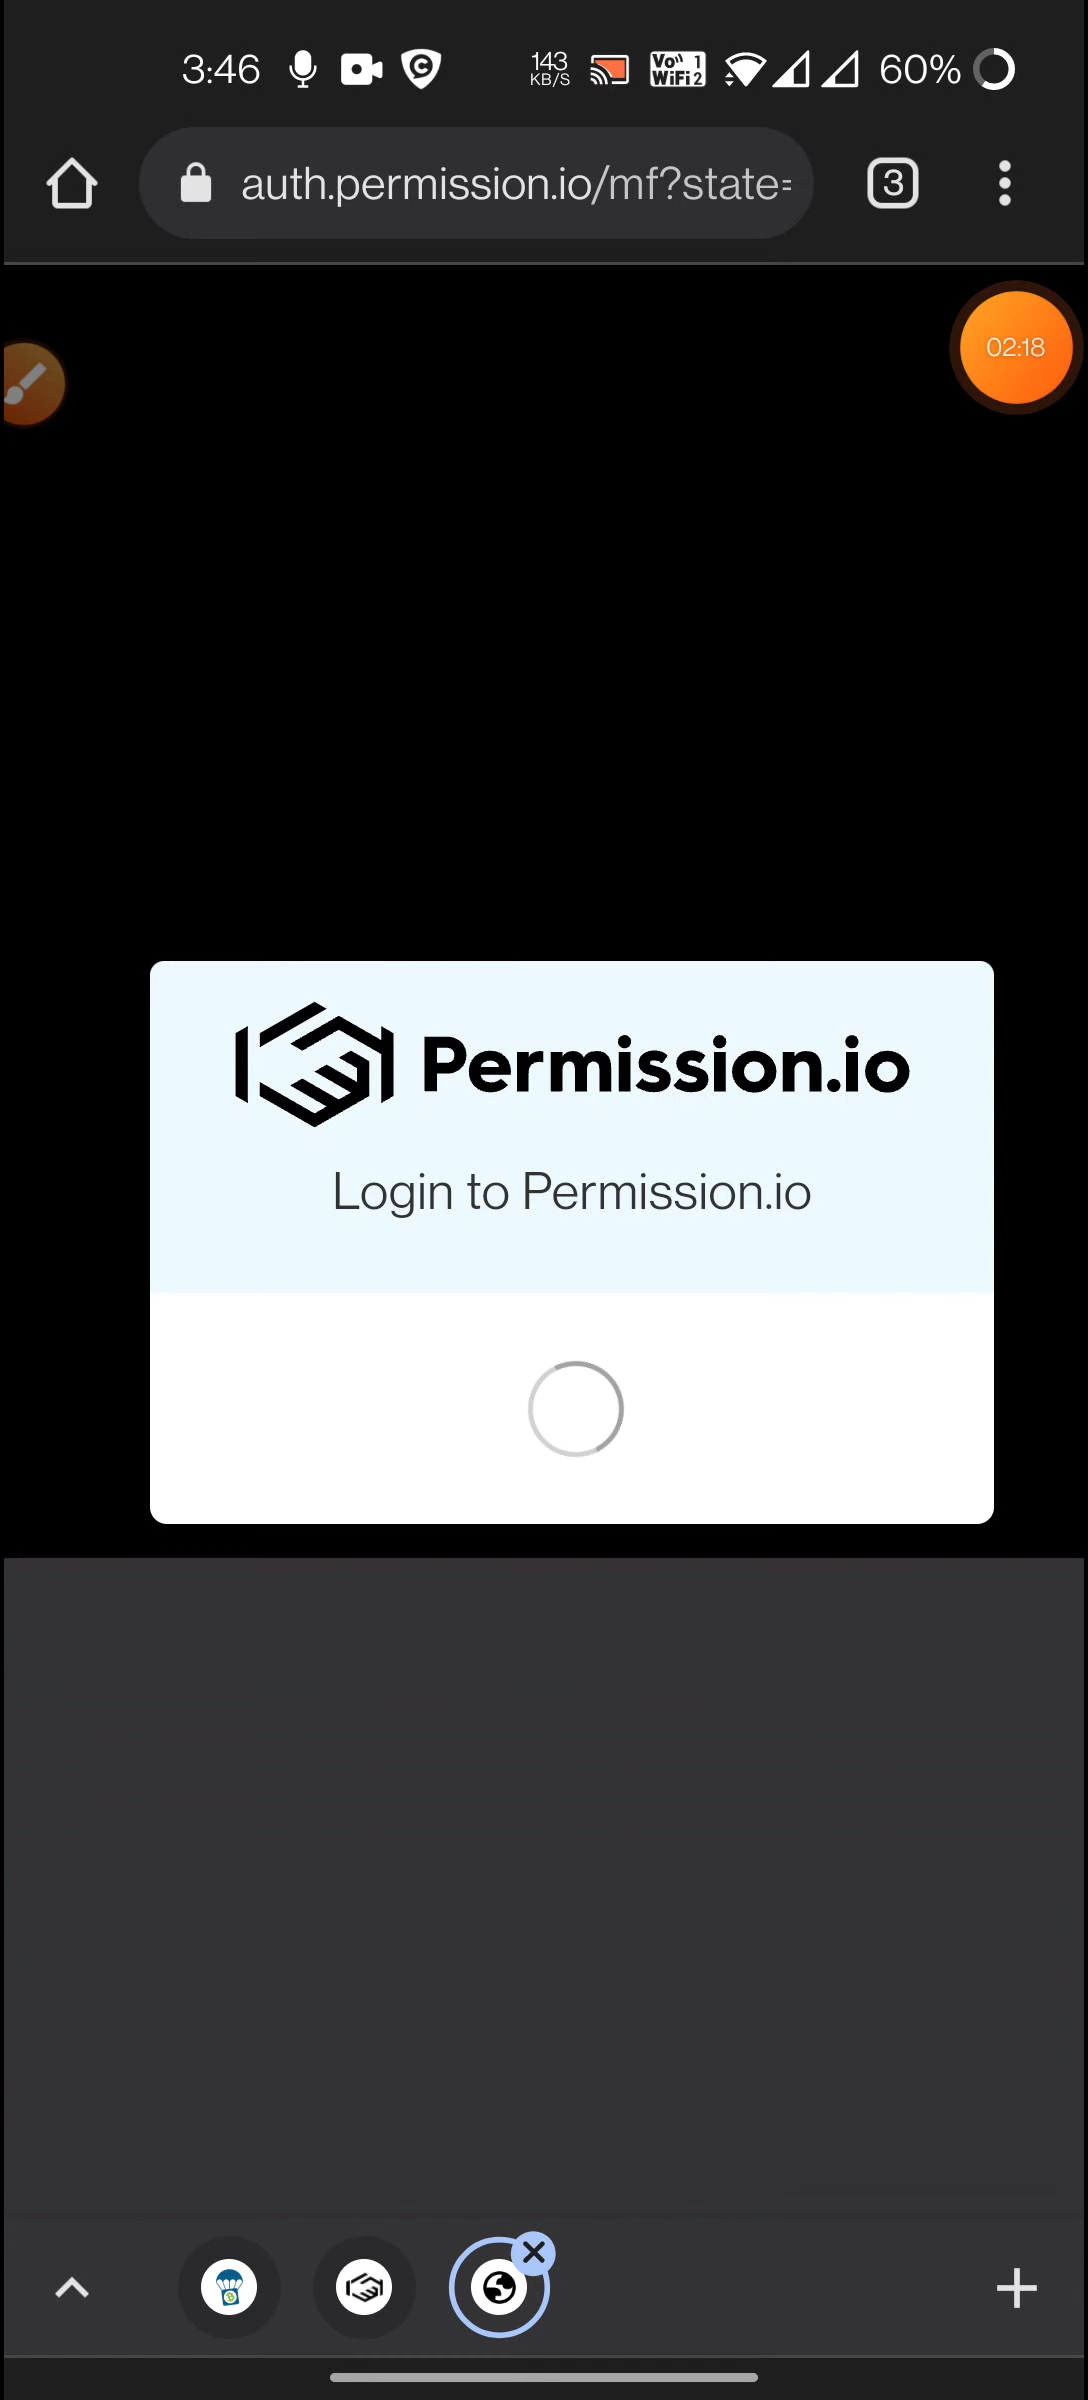 3:46 143 KB/S Vo 1 WiFi 2 60%
auth.permission.io/mf?state= 3
02:18
Permission.io
Login to Permission.io